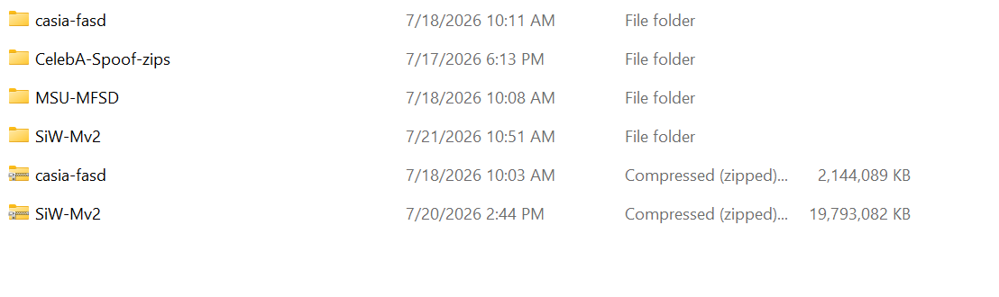 casia-fasd 7/18/2026 10:11 AM File folder
CelebA-Spoof-zips 7/17/2026 6:13 PM File folder
MSU-MFSD 7/18/2026 10:08 AM File folder
SiW-Mv2 7/21/2026 10:51 AM File folder
casia-fasd 7/18/2026 10:03 AM Compressed (zipped)... 2,144,089 KB
SiW-Mv2 7/20/2026 2:44 PM Compressed (zipped)... 19,793,082 KB